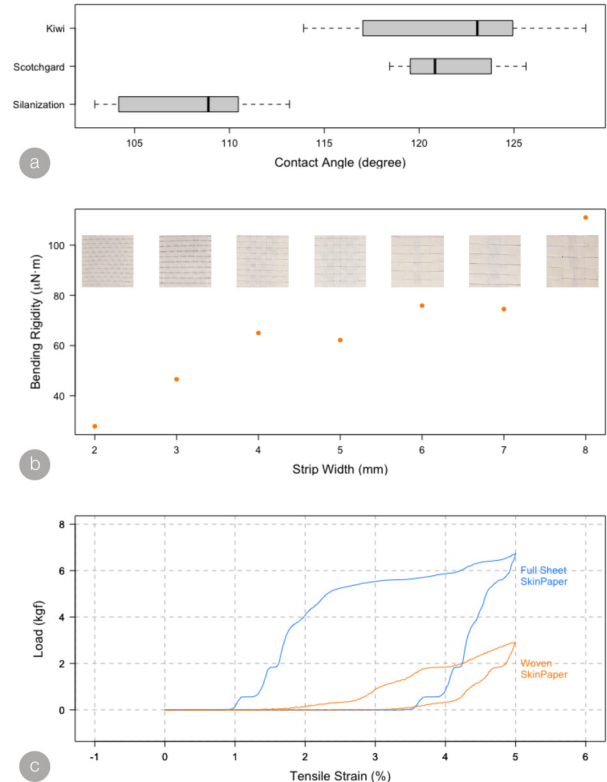 Kiwi
Scotchgard
Silanization
105 110 115 120 125
Contact Angle (degree)
a
100
80
60
40
Bending Rigidity (μN·m)
2 3 4 5 6 7 8
Strip Width (mm)
b
8
6
4
2
0
Load (kgf)
Full Sheet
SkinPaper
Woven
SkinPaper
-1 0 1 2 3 4 5 6
Tensile Strain (%)
c